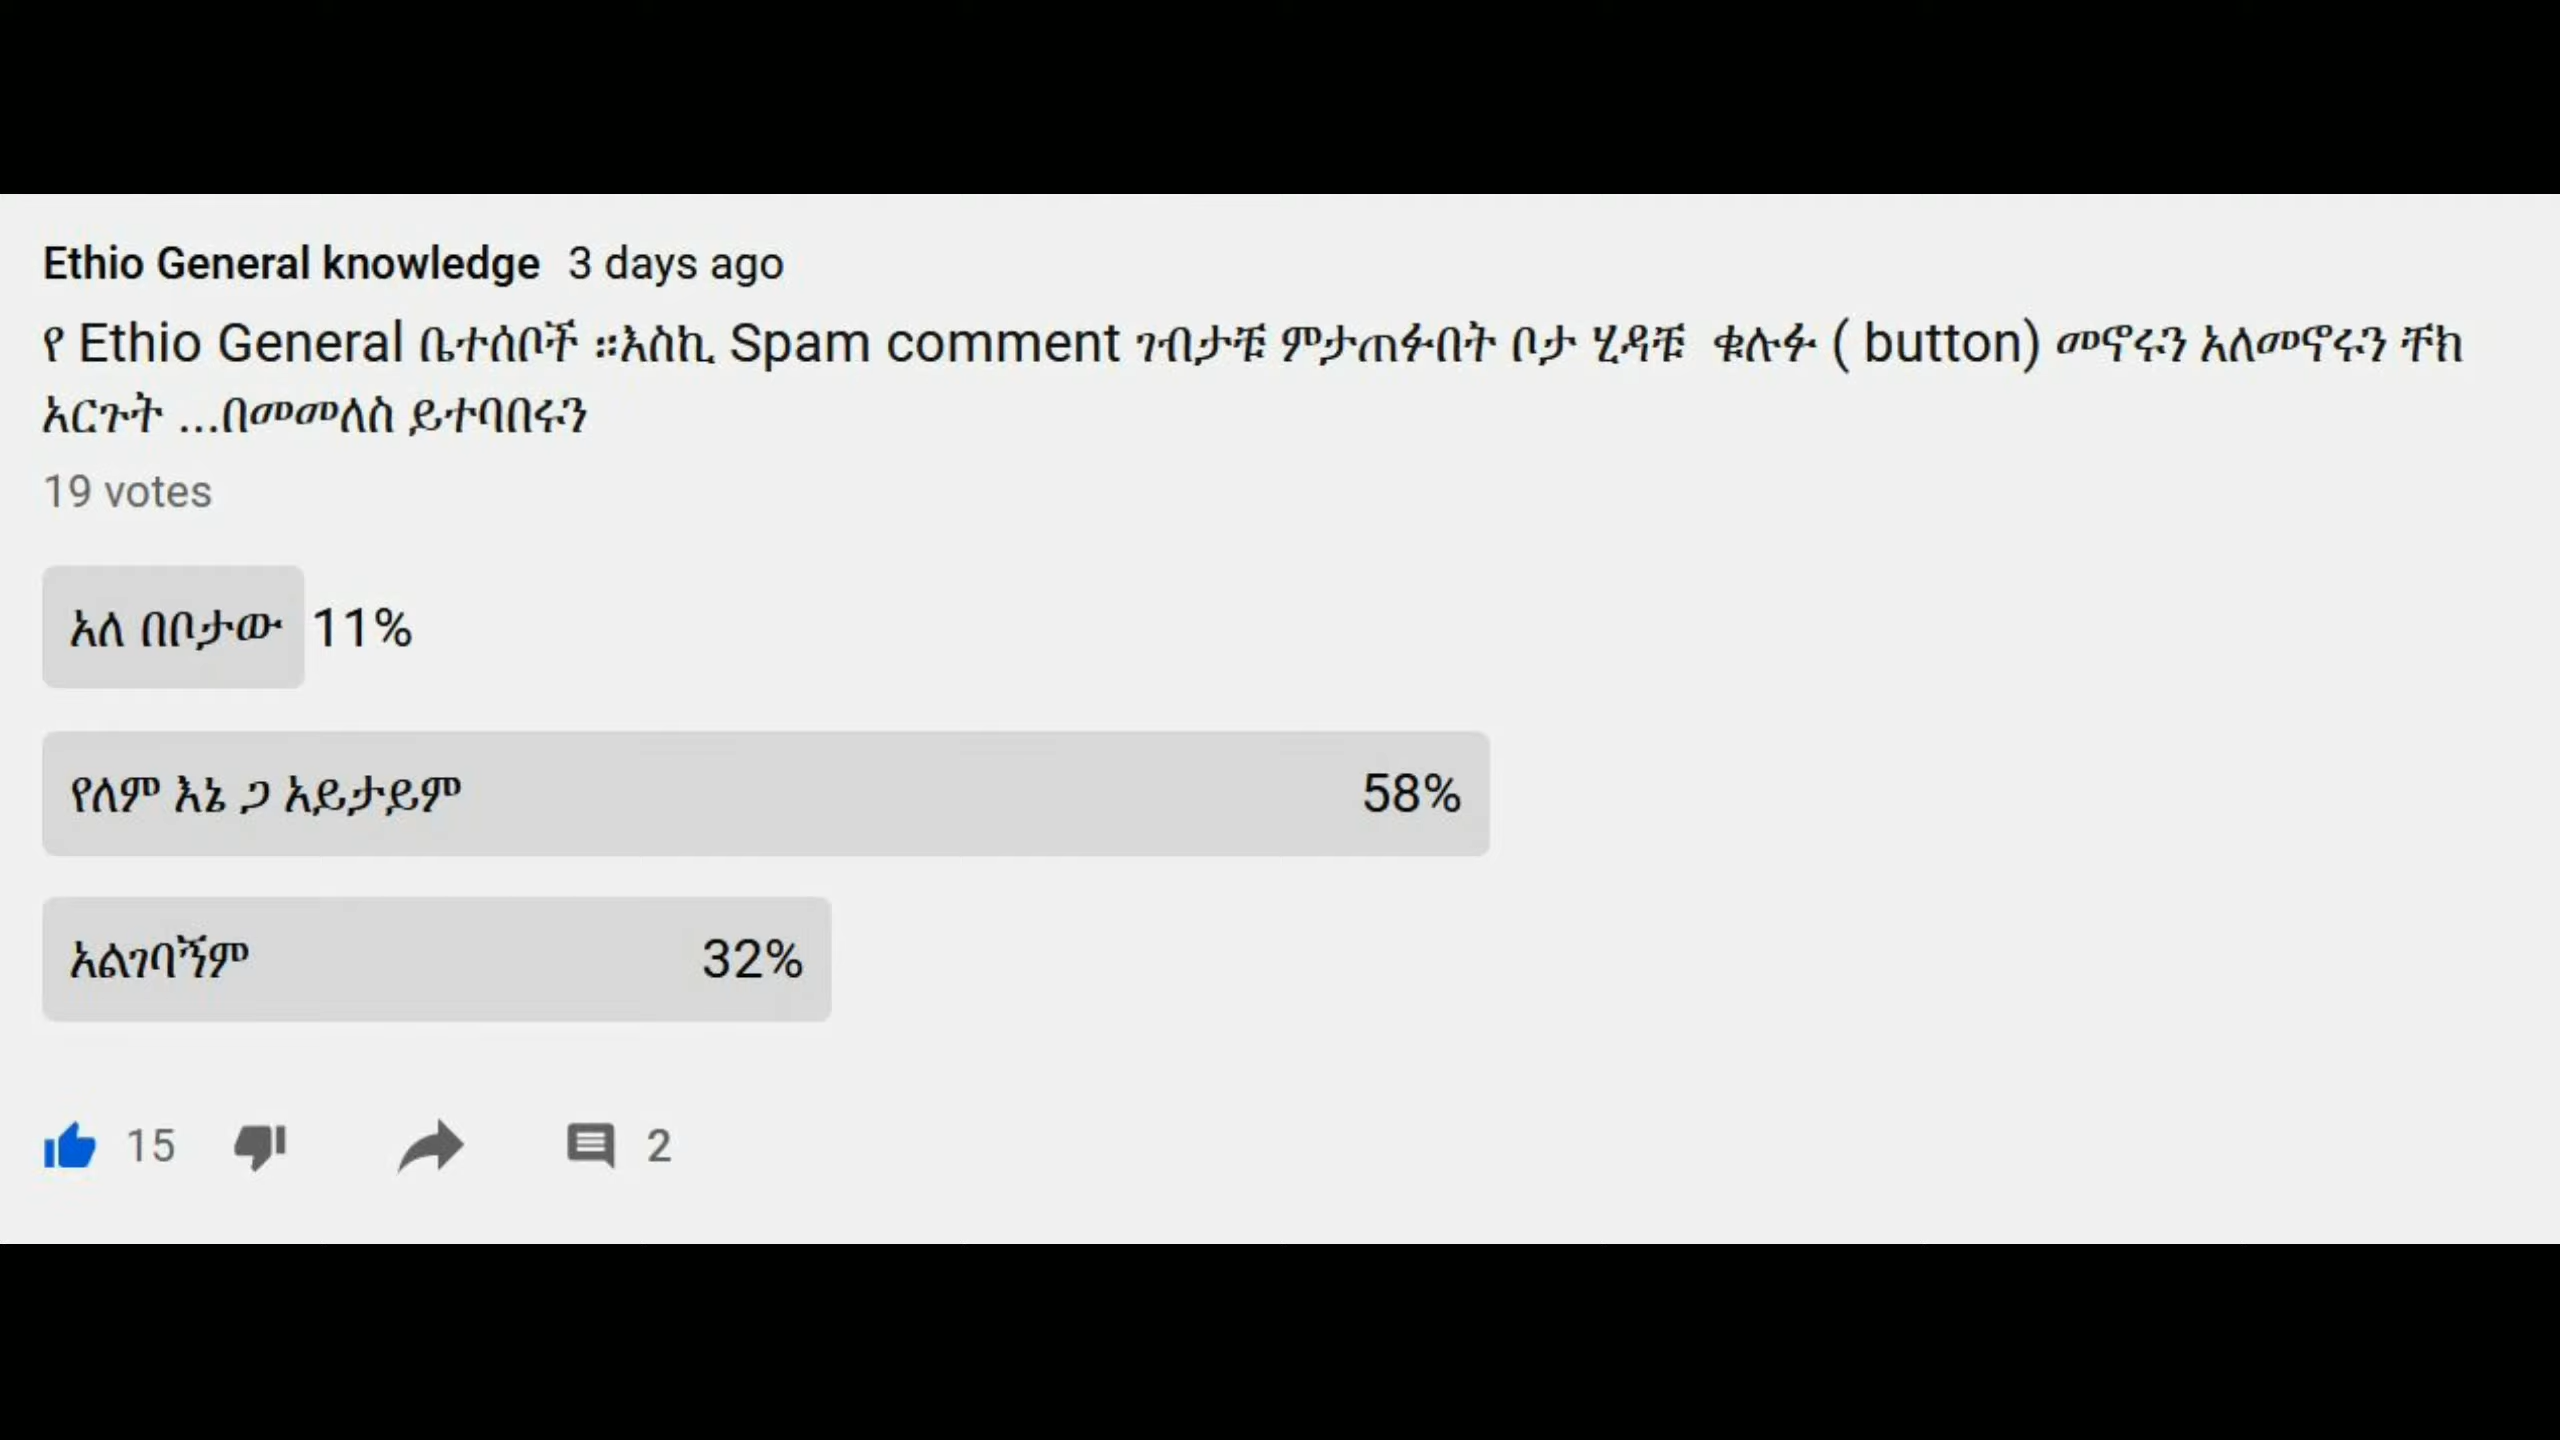 Ethio General knowledge 3 days ago
የ Ethio General ቤተሰቦች ።እስኪ Spam comment ገብታቹ ምታጠፉበት ቦታ ሂዳቹ ቁሉፉ ( button) መኖሩን አለመኖሩን ቸክ
አርጉት ...በመመለስ ይተባበሩን
19 votes
አለ በቦታው 11%
የለም እኔ ጋ አይታይም 58%
አልገባኝም 32%
15 2